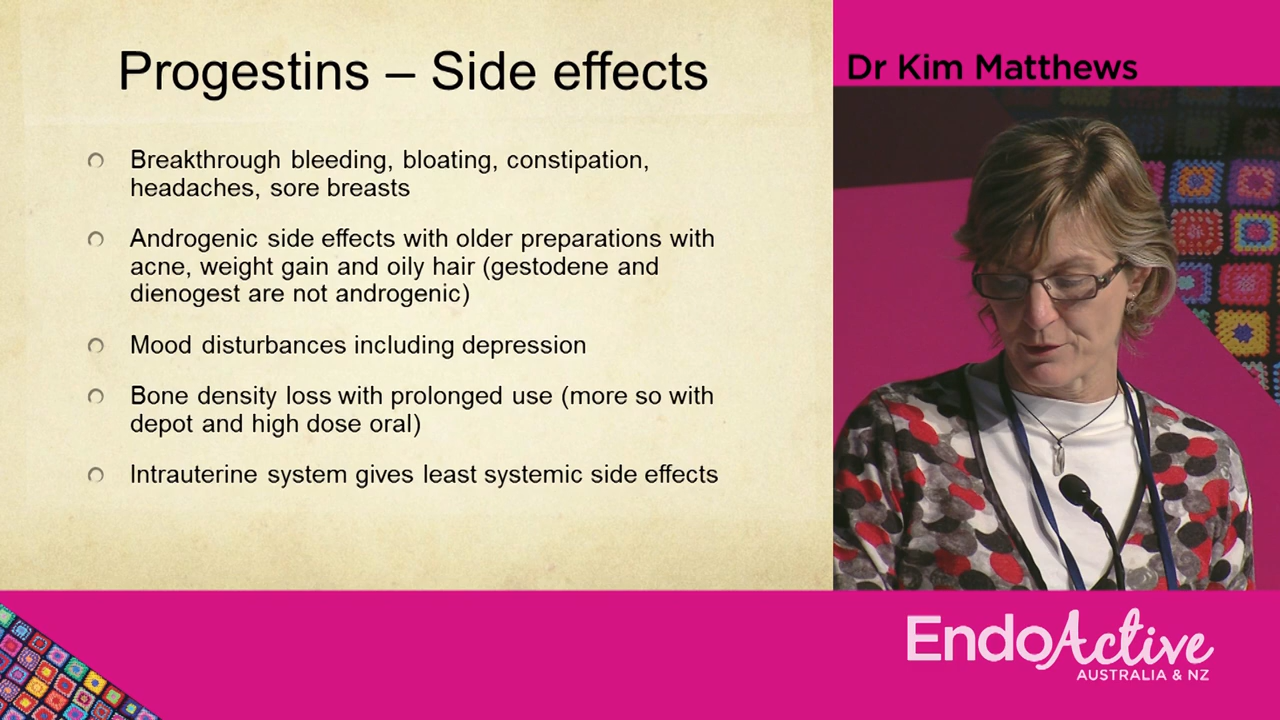 Progestins – Side effects
Breakthrough bleeding, bloating, constipation,
headaches, sore breasts
Androgenic side effects with older preparations with
acne, weight gain and oily hair (gestodene and
dienogest are not androgenic)
Mood disturbances including depression
Bone density loss with prolonged use (more so with
depot and high dose oral)
Intrauterine system gives least systemic side effects
Dr Kim Matthews
EndoActive
AUSTRALIA & NZ